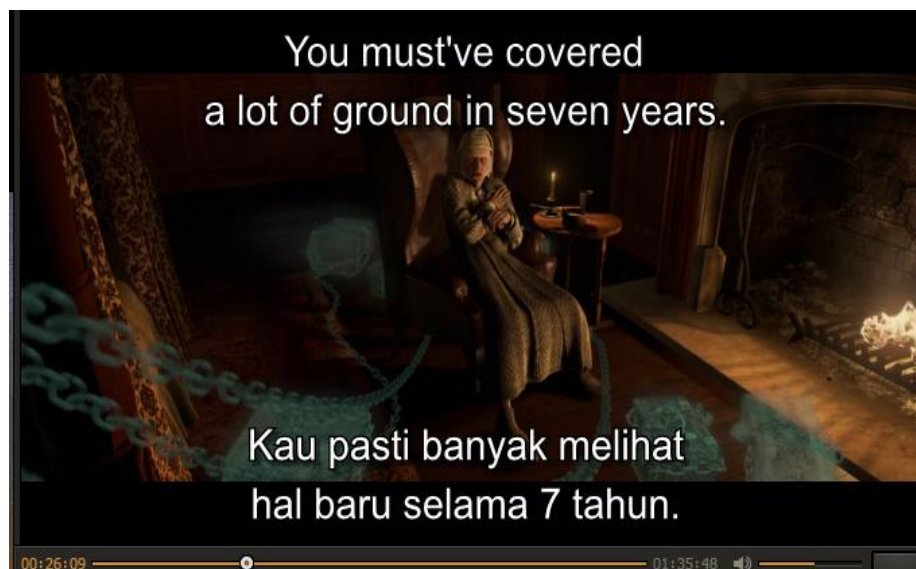 You must've covered
a lot of ground in seven years.
Kau pasti banyak melihat
hal baru selama 7 tahun.
00:26:09 01:35:48